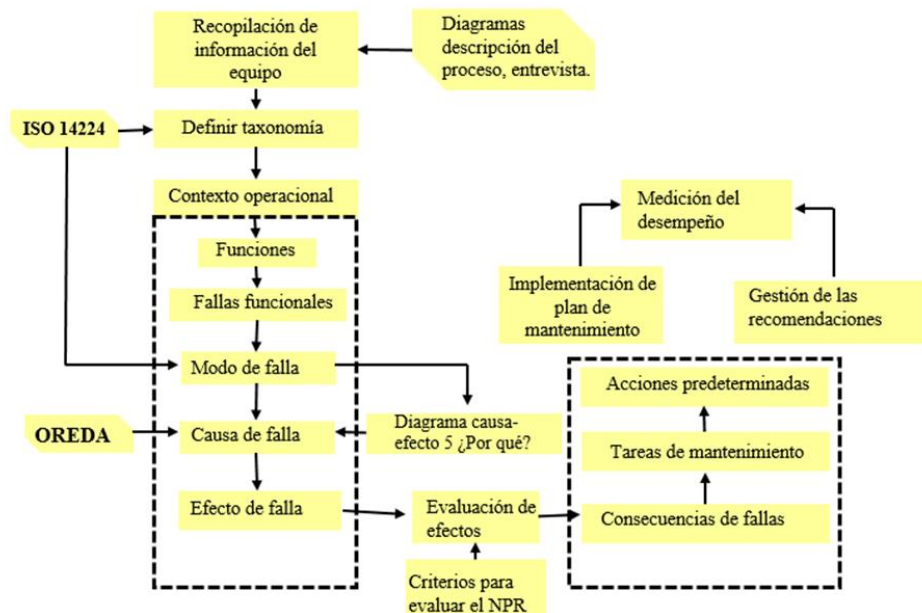 Recopilación de
información del
equipo
Diagramas
descripción del
proceso, entrevista.
ISO 14224
Definir taxonomía
Contexto operacional
Funciones
Fallas funcionales
Modo de falla
OREDA
Causa de falla
Diagrama causa-
efecto 5 ¿Por qué?
Efecto de falla
Evaluación de
efectos
Criterios para
evaluar el NPR
Medición del
desempeño
Implementación de
plan de
mantenimiento
Gestión de las
recomendaciones
Acciones predeterminadas
Tareas de mantenimiento
Consecuencias de fallas